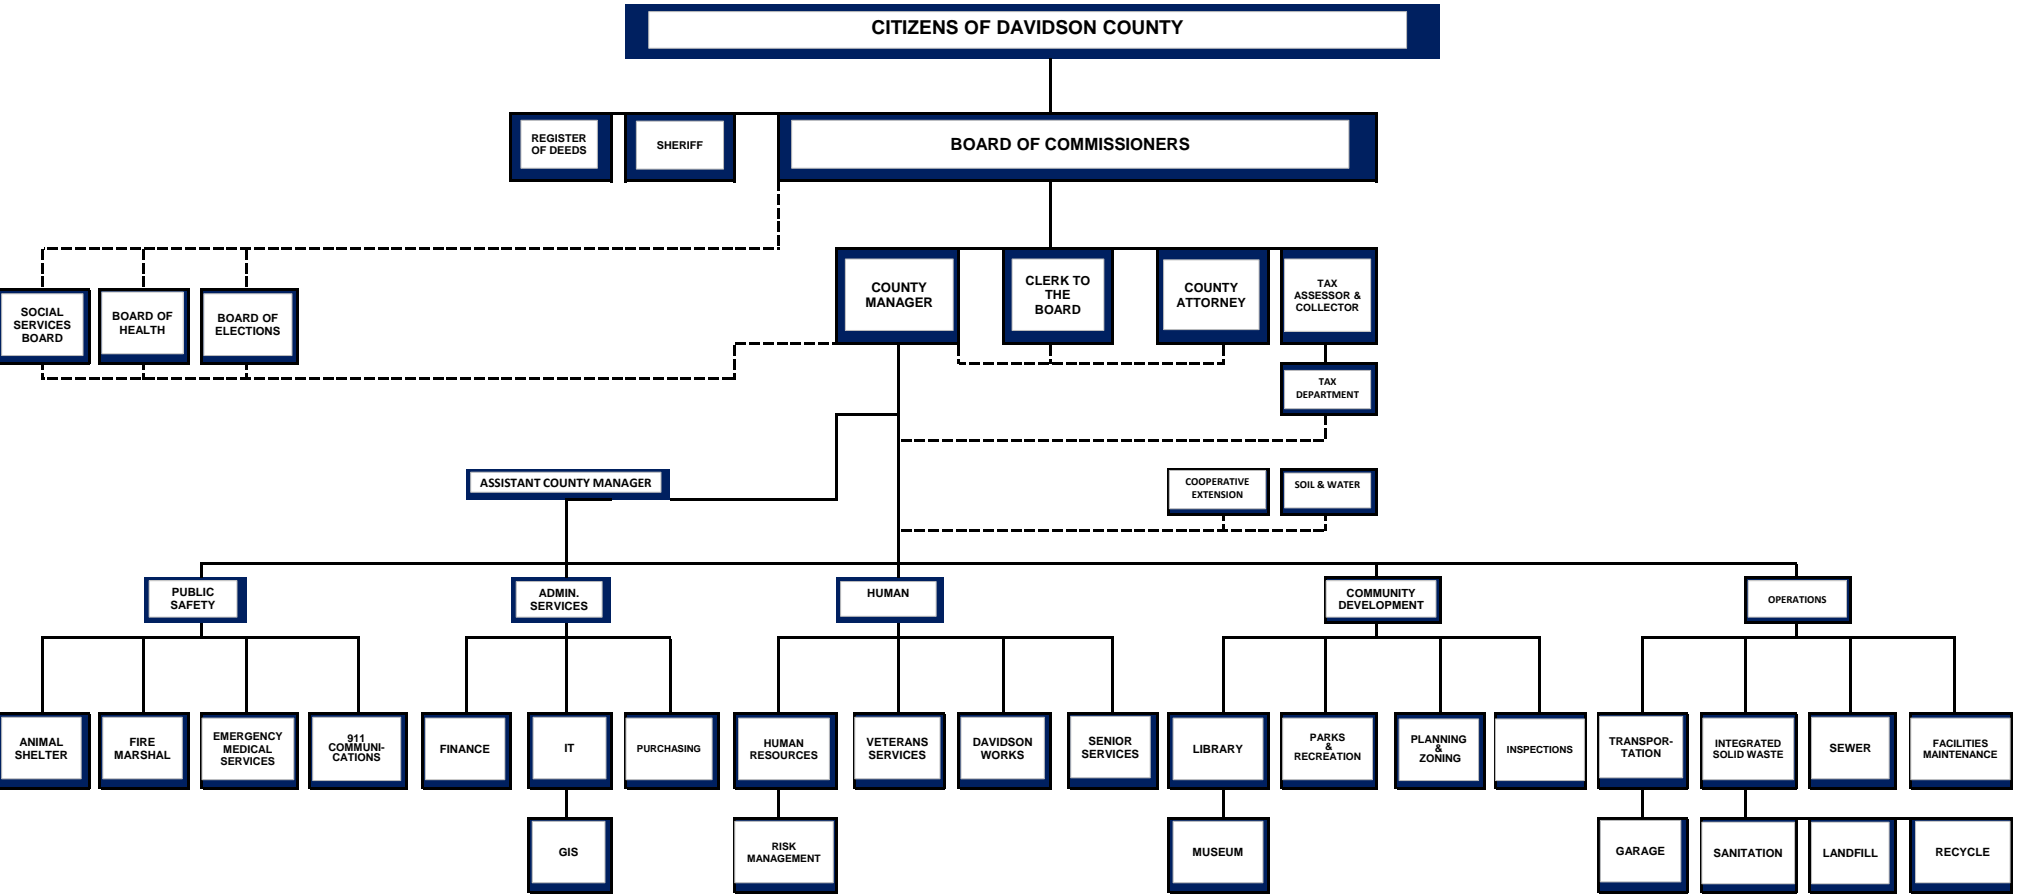 CITIZENS OF DAVIDSON COUNTY
REGISTER
OF DEEDS
SHERIFF
BOARD OF COMMISSIONERS
SOCIAL
SERVICES
BOARD
BOARD OF
HEALTH
BOARD OF
ELECTIONS
COUNTY
MANAGER
CLERK TO
THE
BOARD
COUNTY
ATTORNEY
TAX
ASSESSOR &
COLLECTOR
TAX
DEPARTMENT
ASSISTANT COUNTY MANAGER
COOPERATIVE
EXTENSION
SOIL & WATER
PUBLIC
SAFETY
ADMIN.
SERVICES
HUMAN
COMMUNITY
DEVELOPMENT
OPERATIONS
ANIMAL
SHELTER
FIRE
MARSHAL
EMERGENCY
MEDICAL
SERVICES
911
COMMUNI-
CATIONS
FINANCE
IT
PURCHASING
HUMAN
RESOURCES
VETERANS
SERVICES
DAVIDSON
WORKS
SENIOR
SERVICES
LIBRARY
PARKS
&
RECREATION
PLANNING
&
ZONING
INSPECTIONS
TRANSPOR-
TATION
INTEGRATED
SOLID WASTE
SEWER
FACILITIES
MAINTENANCE
GIS
RISK
MANAGEMENT
MUSEUM
GARAGE
SANITATION
LANDFILL
RECYCLE